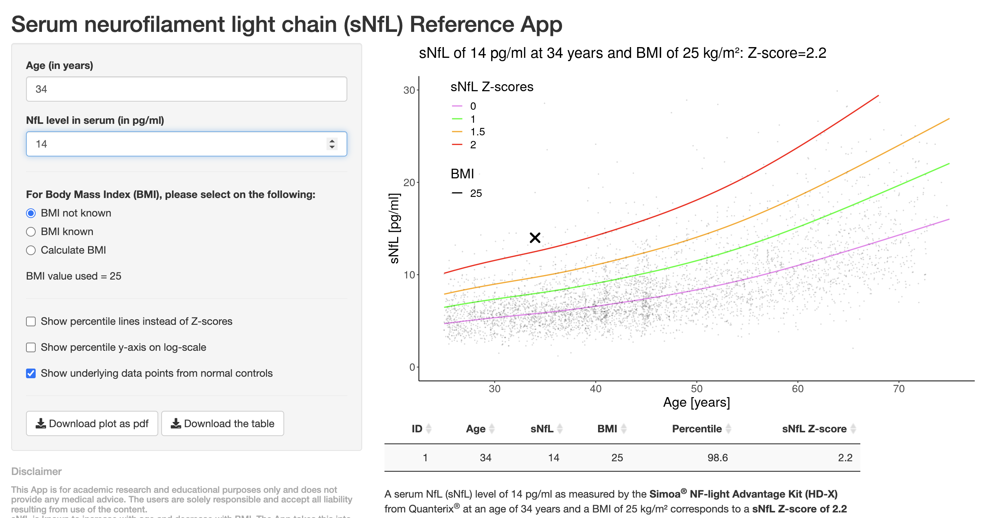 Serum neurofilament light chain (sNfL) Reference App
Age (in years)
34
NfL level in serum (in pg/ml)
14
For Body Mass Index (BMI), please select on the following:
BMI not known
BMI known
Calculate BMI
BMI value used = 25
Show percentile lines instead of Z-scores
Show percentile y-axis on log-scale
Show underlying data points from normal controls
Download plot as pdf
Download the table
Disclaimer
This App is for academic research and educational purposes only and does not
provide any medical advice. The users are solely responsible and accept all liability
resulting from use of the content.
sNfL is known to increase with age and decrease with BMI. The App takes this into
sNfL of 14 pg/ml at 34 years and BMI of 25 kg/m²: Z-score=2.2
sNfL Z-scores
0
1
1.5
2
BMI
25
sNfL [pg/ml]
30
20
10
0
30 40 50 60 70
Age [years]
ID Age sNfL BMI Percentile sNfL Z-score
1 34 14 25 98.6 2.2
A serum NfL (sNfL) level of 14 pg/ml as measured by the Simoa® NF-light Advantage Kit (HD-X)
from Quanterix® at an age of 34 years and a BMI of 25 kg/m² corresponds to a sNfL Z-score of 2.2